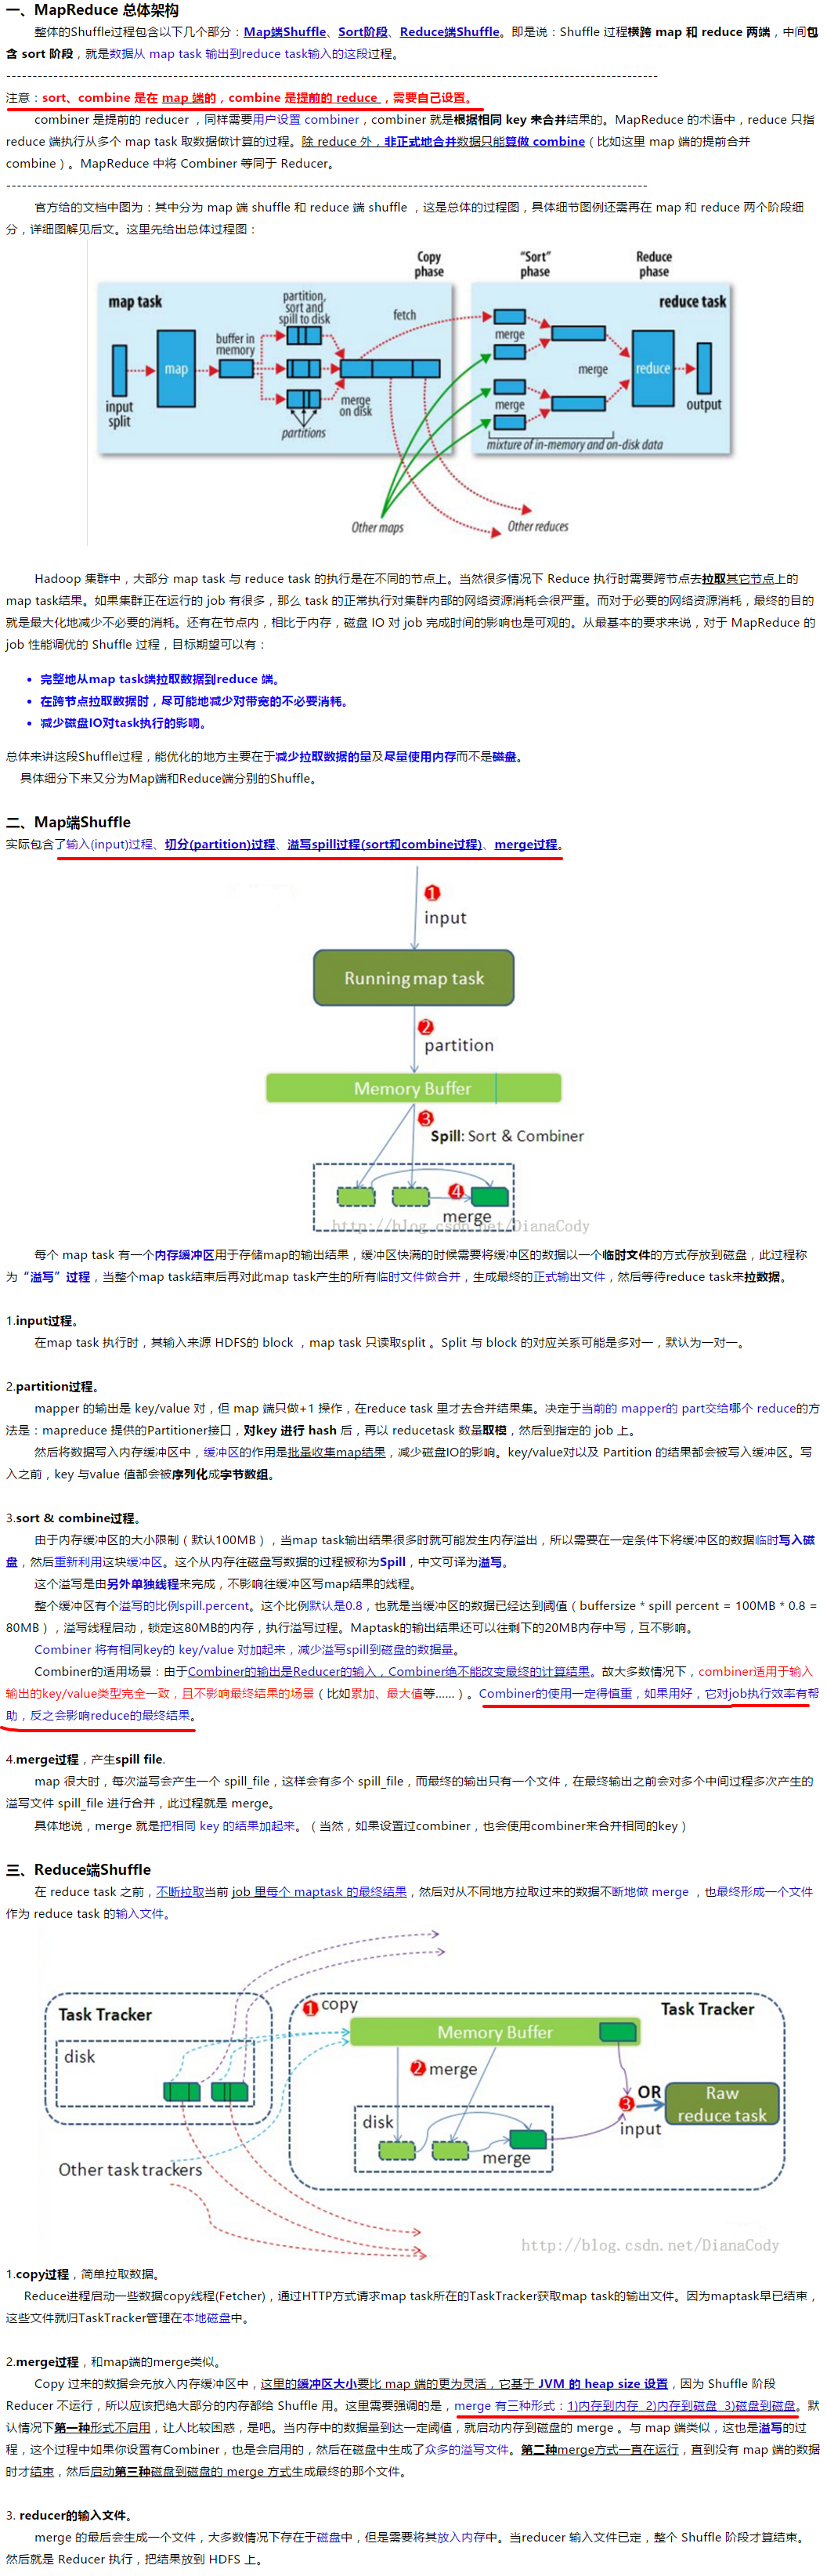 一、MapReduce 总体架构
整体的Shuffle过程包含以下几个部分：Map端Shuffle、Sort阶段、Reduce端Shuffle。即是说：Shuffle 过程横跨 map 和 reduce 两端，中间包
含 sort 阶段，就是数据从 map task 输出到reduce task输入的这段过程。
注意：sort、combine 是在 map 端的，combine 是提前的 reduce ，需要自己设置。
combiner 是提前的 reducer ，同样需要用户设置 combiner，combiner 就是根据相同 key 来合并结果的。MapReduce 的术语中，reduce 只指
reduce 端执行从多个 map task 取数据做计算的过程。除 reduce 外，非正式地合并数据只能算做 combine（比如这里 map 端的提前合并
combine）。MapReduce 中将 Combiner 等同于 Reducer。
官方给的文档中图为：其中分为 map 端 shuffle 和 reduce 端 shuffle ，这是总体的过程图，具体细节图例还需再在 map 和 reduce 两个阶段细
分，详细图解见后文。这里先给出总体过程图：
Copy
phase
"Sort"
phase
Reduce
phase
map task
partition,
sort and
spill to disk
fetch
reduce task
buffer in
memory
map
merge
merge
reduce
input
split
merge
on disk
merge
output
partitions
mixture of in-memory and on-disk data
Other maps
Other reduces
Hadoop 集群中，大部分 map task 与 reduce task 的执行是在不同的节点上。当然很多情况下 Reduce 执行时需要跨节点去拉取其它节点上的
map task结果。如果集群正在运行的 job 有很多，那么 task 的正常执行对集群内部的网络资源消耗会很严重。而对于必要的网络资源消耗，最终的目的
就是最大化地减少不必要的消耗。还有在节点内，相比于内存，磁盘 IO 对 job 完成时间的影响也是可观的。从最基本的要求来说，对于 MapReduce 的
job 性能调优的 Shuffle 过程，目标期望可以有：
• 完整地从map task端拉取数据到reduce 端。
• 在跨节点拉取数据时，尽可能地减少对带宽的不必要消耗。
• 减少磁盘IO对task执行的影响。
总体来讲这段Shuffle过程，能优化的地方主要在于减少拉取数据的量及尽量使用内存而不是磁盘。
具体细分下来又分为Map端和Reduce端分别的Shuffle。
二、Map端Shuffle
实际包含了输入(input)过程、切分(partition)过程、溢写spill过程(sort和combine过程)、merge过程。
1
input
Running map task
2
partition
Memory Buffer
3
Spill: Sort & Combiner
4
merge
http://blog.csdn.net/DianaCody
每个 map task 有一个内存缓冲区用于存储map的输出结果，缓冲区快满的时候需要将缓冲区的数据以一个临时文件的方式存放到磁盘，此过程称
为“溢写”过程，当整个map task结束后再对此map task产生的所有临时文件做合并，生成最终的正式输出文件，然后等待reduce task来拉数据。
1.input过程。
在map task 执行时，其输入来源 HDFS的 block ，map task 只读取split 。Split 与 block 的对应关系可能是多对一，默认为一对一。
2.partition过程。
mapper 的输出是 key/value 对，但 map 端只做+1 操作，在reduce task 里才去合并结果集。决定于当前的 mapper的 part交给哪个 reduce的方
法是：mapreduce 提供的Partitioner接口，对key 进行 hash 后，再以 reducetask 数量取模，然后到指定的 job 上。
然后将数据写入内存缓冲区中，缓冲区的作用是批量收集map结果，减少磁盘IO的影响。key/value对以及 Partition 的结果都会被写入缓冲区。写
入之前，key 与value 值都会被序列化成字节数组。
3.sort & combine过程。
由于内存缓冲区的大小限制（默认100MB），当map task输出结果很多时就可能发生内存溢出，所以需要在一定条件下将缓冲区的数据临时写入磁
盘，然后重新利用这块缓冲区。这个从内存往磁盘写数据的过程被称为Spill，中文可译为溢写。
这个溢写是由另外单独线程来完成，不影响往缓冲区写map结果的线程。
整个缓冲区有个溢写的比例spill.percent。这个比例默认是0.8，也就是当缓冲区的数据已经达到阈值（buffersize * spill percent = 100MB * 0.8 =
80MB），溢写线程启动，锁定这80MB的内存，执行溢写过程。Maptask的输出结果还可以往剩下的20MB内存中写，互不影响。
Combiner 将有相同key的 key/value 对加起来，减少溢写spill到磁盘的数据量。
Combiner的适用场景：由于Combiner的输出是Reducer的输入，Combiner绝不能改变最终的计算结果。故大多数情况下，combiner适用于输入
输出的key/value类型完全一致，且不影响最终结果的场景（比如累加、最大值等……）。Combiner的使用一定得慎重，如果用好，它对job执行效率有帮
助，反之会影响reduce的最终结果。
4.merge过程，产生spill file.
map 很大时，每次溢写会产生一个 spill_file，这样会有多个 spill_file，而最终的输出只有一个文件，在最终输出之前会对多个中间过程多次产生的
溢写文件 spill_file 进行合并，此过程就是 merge。
具体地说，merge 就是把相同 key 的结果加起来。（当然，如果设置过combiner，也会使用combiner来合并相同的key）
三、Reduce端Shuffle
在 reduce task 之前，不断拉取当前 job 里每个 maptask 的最终结果，然后对从不同地方拉取过来的数据不断地做 merge ，也最终形成一个文件
作为 reduce task 的输入文件。
Task Tracker
1 copy
Task Tracker
Memory Buffer
disk
2 merge
OR
3
input
Raw
reduce task
disk
merge
Other task trackers
http://blog.csdn.net/DianaCody
1.copy过程，简单拉取数据。
Reduce进程启动一些数据copy线程(Fetcher)，通过HTTP方式请求map task所在的TaskTracker获取map task的输出文件。因为maptask早已结束，
这些文件就归TaskTracker管理在本地磁盘中。
2.merge过程，和map端的merge类似。
Copy 过来的数据会先放入内存缓冲区中，这里的缓冲区大小要比 map 端的更为灵活，它基于 JVM 的 heap size 设置，因为 Shuffle 阶段
Reducer 不运行，所以应该把绝大部分的内存都给 Shuffle 用。这里需要强调的是，merge 有三种形式：1)内存到内存 2)内存到磁盘 3)磁盘到磁盘。默
认情况下第一种形式不启用，让人比较困惑，是吧。当内存中的数据量到达一定阈值，就启动内存到磁盘的 merge 。与 map 端类似，这也是溢写的过
程，这个过程中如果你设置有Combiner，也是会启用的，然后在磁盘中生成了众多的溢写文件。第二种merge方式一直在运行，直到没有 map 端的数据
时才结束，然后启动第三种磁盘到磁盘的 merge 方式生成最终的那个文件。
3. reducer的输入文件。
merge 的最后会生成一个文件，大多数情况下存在于磁盘中，但是需要将其放入内存中。当reducer 输入文件已定，整个 Shuffle 阶段才算结束。
然后就是 Reducer 执行，把结果放到 HDFS 上。